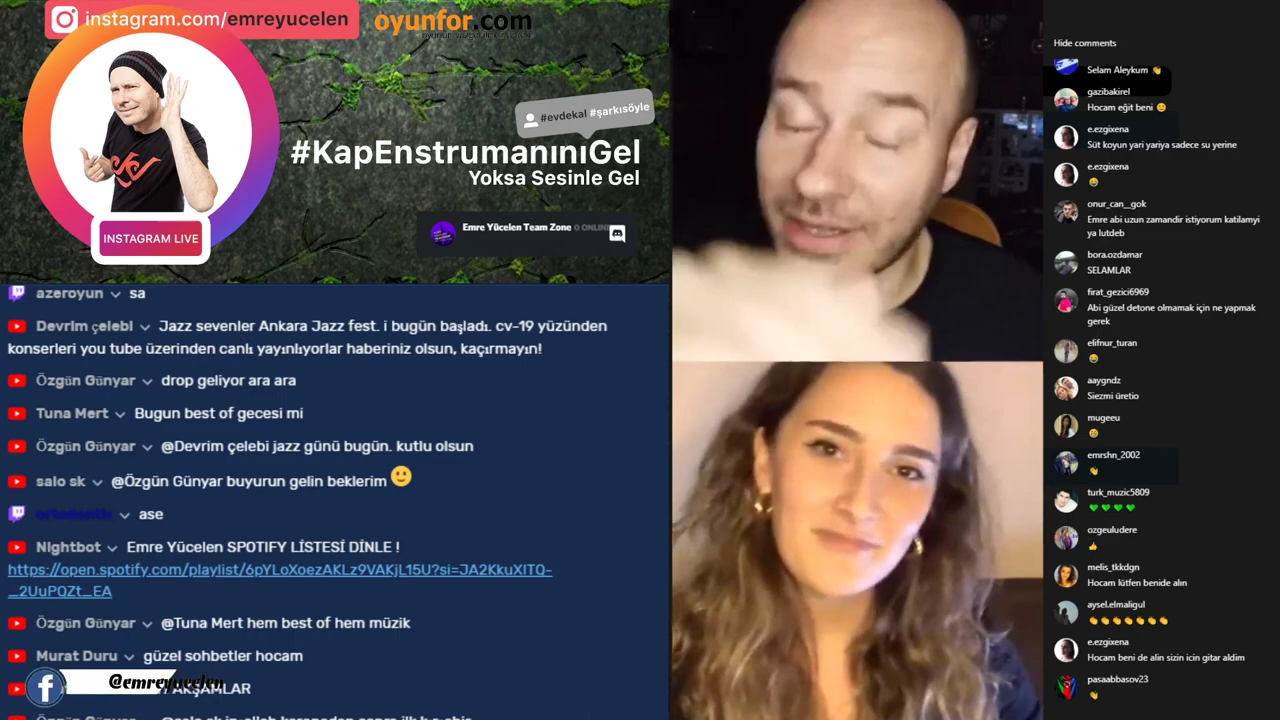 instagram.com/emreyucelen
oyunfor.com
#evdekal #şarkısöyle
#KapEnstrumanınıGel
Yoksa Sesinle Gel
INSTAGRAM LIVE
Emre Yücelen Team Zone 0 ONLINE
azeroyun sa
Devrim çelebi Jazz sevenler Ankara Jazz fest. i bugün başladı. cv-19 yüzünden
konserleri you tube üzerinden canlı yayınlıyorlar haberiniz olsun, kaçırmayın!
Özgün Günyar drop geliyor ara ara
Tuna Mert Bugun best of gecesi mi
Özgün Günyar @Devrim çelebi jazz günü bugün. kutlu olsun
salo sk @Özgün Günyar buyurun gelin beklerim 🙂
ase
Nightbot Emre Yücelen SPOTIFY LİSTESİ DİNLE !
https://open.spotify.com/playlist/6pYLoXoezAKLz9VAKjL15U?si=JA2KkuXITQ-
_2UuPQZt_EA
Özgün Günyar @Tuna Mert hem best of hem müzik
Murat Duru güzel sohbetler hocam
@emreyucelen AKŞAMLAR
Hide comments
Selam Aleykum 👏
gazibakirel
Hocam eğit beni 😊
e.ezgixena
Süt koyun yari yariya sadece su yerine
e.ezgixena
😂
onur_can__gok
Emre abi uzun zamandir istiyorum katilamyi
ya lutdeb
bora.ozdamar
SELAMLAR
firat_gezici6969
Abi güzel detone olmamak için ne yapmak
gerek
elifnur_turan
😂
aaygndz
Siezmi üretio
mugeeu
😊
emrshn_2002
👏
turk_muzic5809
💚💚💚💚
ozgeuludere
👍
melis_tkkdgn
Hocam lütfen benide alın
aysel.elmaligul
👏👏👏👏👏👏👏
e.ezgixena
Hocam beni de alin sizin icin gitar aldim
pasaabbasov23
👏